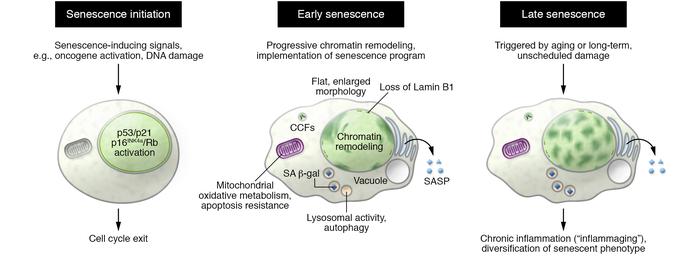 Senescence initiation
Senescence-inducing signals,
e.g., oncogene activation, DNA damage
p53/p21
p16INK4a/Rb
activation
Cell cycle exit
Early senescence
Progressive chromatin remodeling,
implementation of senescence program
Flat, enlarged
morphology
Loss of Lamin B1
CCFs
Chromatin
remodeling
SA β-gal
Vacuole
SASP
Mitochondrial
oxidative metabolism,
apoptosis resistance
Lysosomal activity,
autophagy
Late senescence
Triggered by aging or long-term,
unscheduled damage
Chronic inflammation (“inflammaging”),
diversification of senescent phenotype